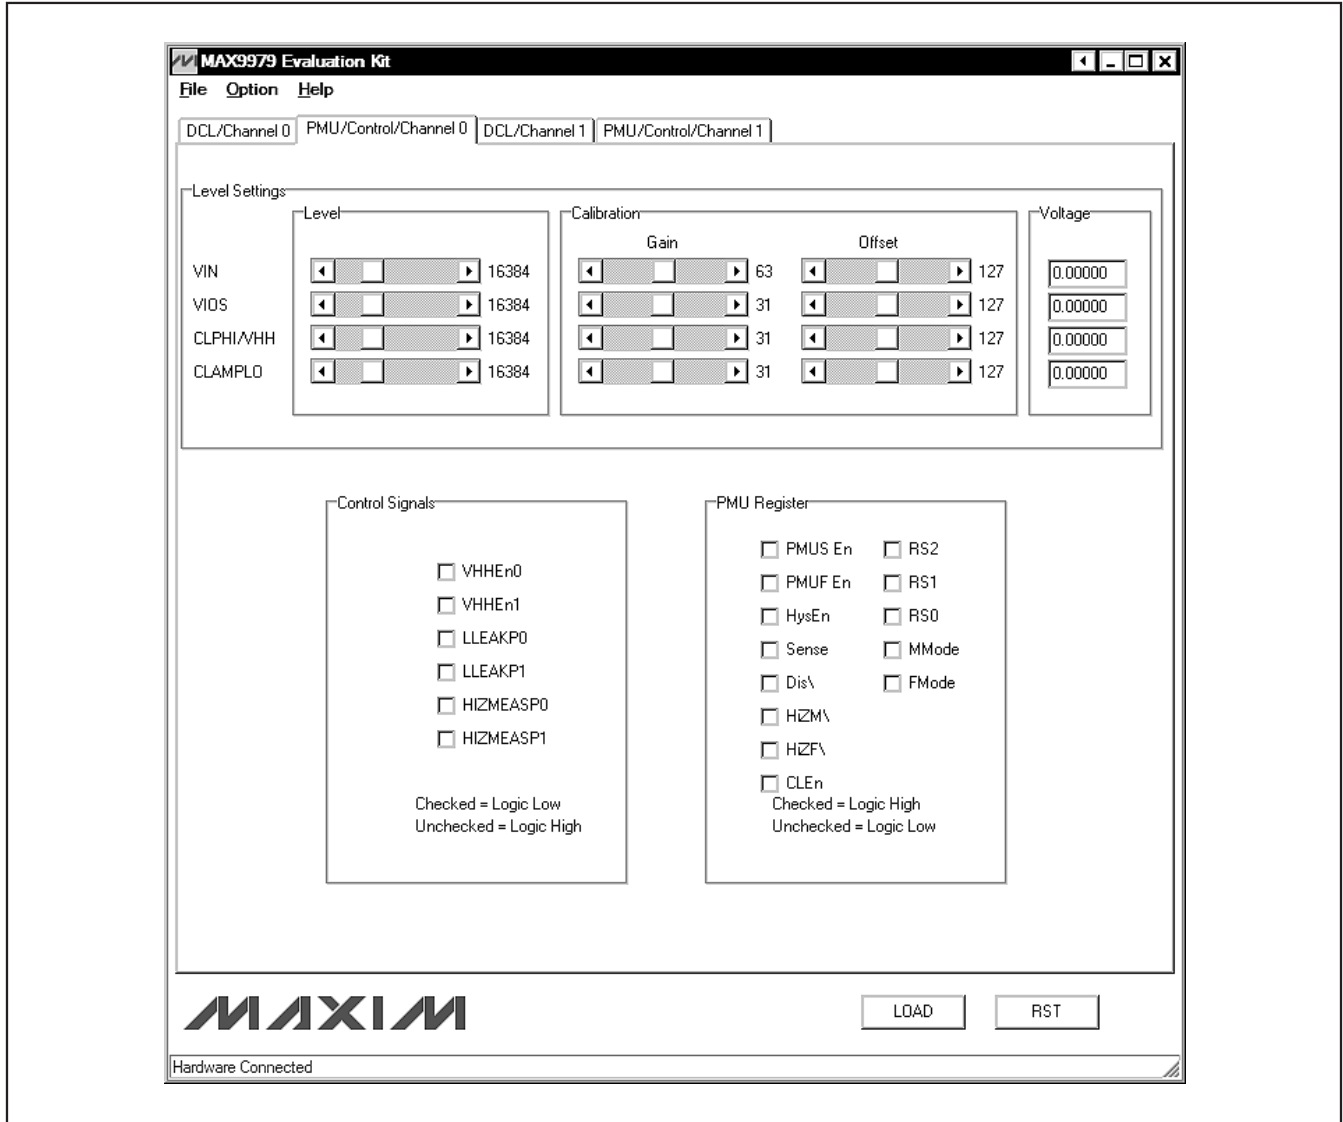 MAX9979 Evaluation Kit
File Option Help
DCL/Channel 0 PMU/Control/Channel 0 DCL/Channel 1 PMU/Control/Channel 1
Level Settings
Level Calibration Voltage
Gain Offset
VIN 16384 63 127 0.00000
VIOS 16384 31 127 0.00000
CLPHI/VHH 16384 31 127 0.00000
CLAMPLO 16384 31 127 0.00000
Control Signals
VHHEn0
VHHEn1
LLEAKP0
LLEAKP1
HIZMEASP0
HIZMEASP1
Checked = Logic Low
Unchecked = Logic High
PMU Register
PMUS En RS2
PMUF En RS1
HysEn RS0
Sense MMode
Dis\ FMode
HiZM\
HiZF\
CLEn
Checked = Logic High
Unchecked = Logic Low
MAXIM
LOAD RST
Hardware Connected